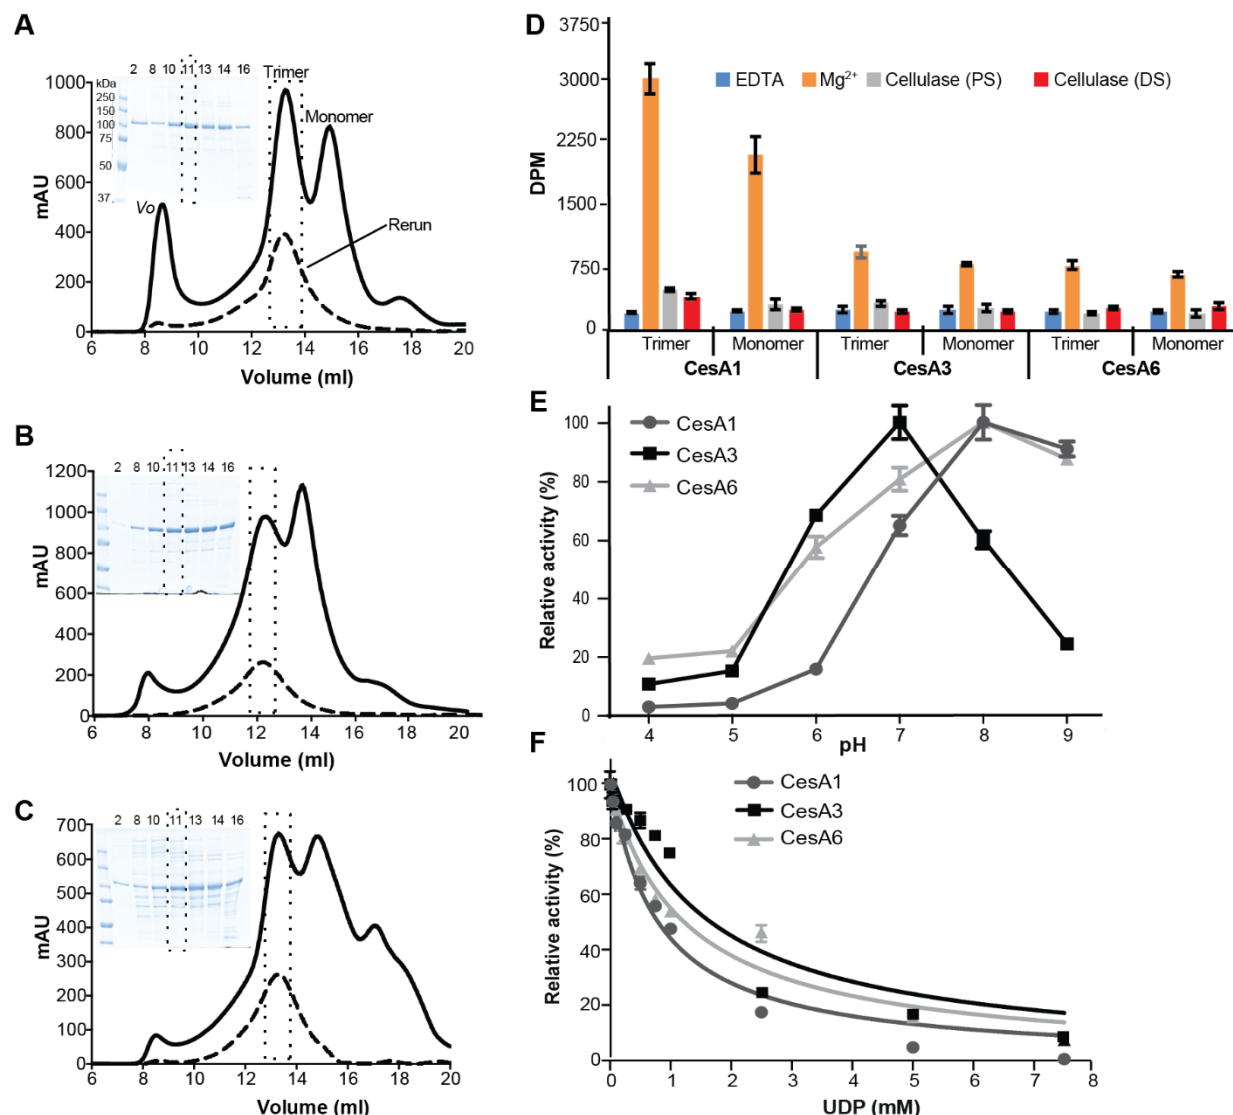 A
2 8 10 11 13 14 16
kDa
250
150
100
75
50
37
Trimer
Monomer
Vo
Rerun
mAU
1000
800
600
400
200
0
6 8 10 12 14 16 18 20
Volume (ml)
B
2 8 10 11 13 14 16
mAU
1200
1000
800
600
400
200
0
6 8 10 12 14 16 18 20
Volume (ml)
C
2 8 10 11 13 14 16
mAU
700
600
500
400
300
200
100
0
6 8 10 12 14 16 18 20
Volume (ml)
D
DPM
3750
3000
2250
1500
750
0
EDTA Mg²⁺ Cellulase (PS) Cellulase (DS)
Trimer Monomer Trimer Monomer Trimer Monomer
CesA1 CesA3 CesA6
E
CesA1
CesA3
CesA6
Relative activity (%)
100
80
60
40
20
0
4 5 6 7 8 9
pH
F
CesA1
CesA3
CesA6
Relative activity (%)
100
80
60
40
20
0
0 1 2 3 4 5 6 7 8
UDP (mM)